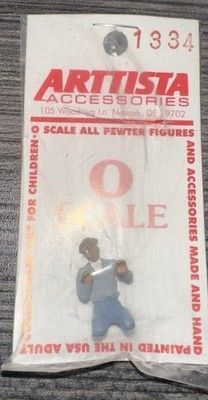 1334
ARTTISTA
ACCESSORIES
105 Woodring Ln. Newark, DE. 19702
O SCALE ALL PEWTER FIGURES
AND ACCESSORIES MADE AND HAND
PAINTED IN THE USA ADULT
FOR CHILDREN·
O
SCALE